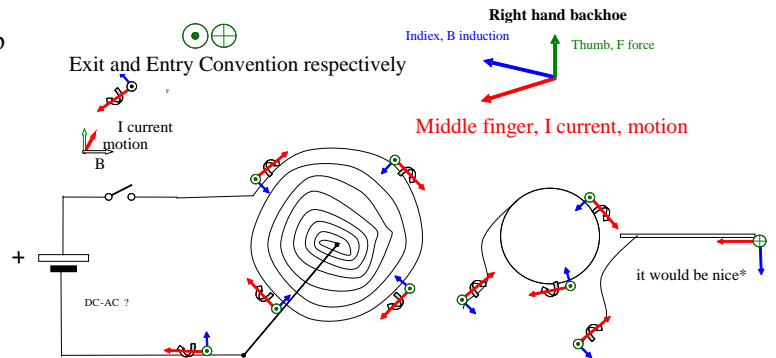 Right hand backhoe
Indiex, B induction
Thumb, F force
Exit and Entry Convention respectively
F
I current
motion
B
Middle finger, I current, motion
+
it would be nice*
DC-AC ?